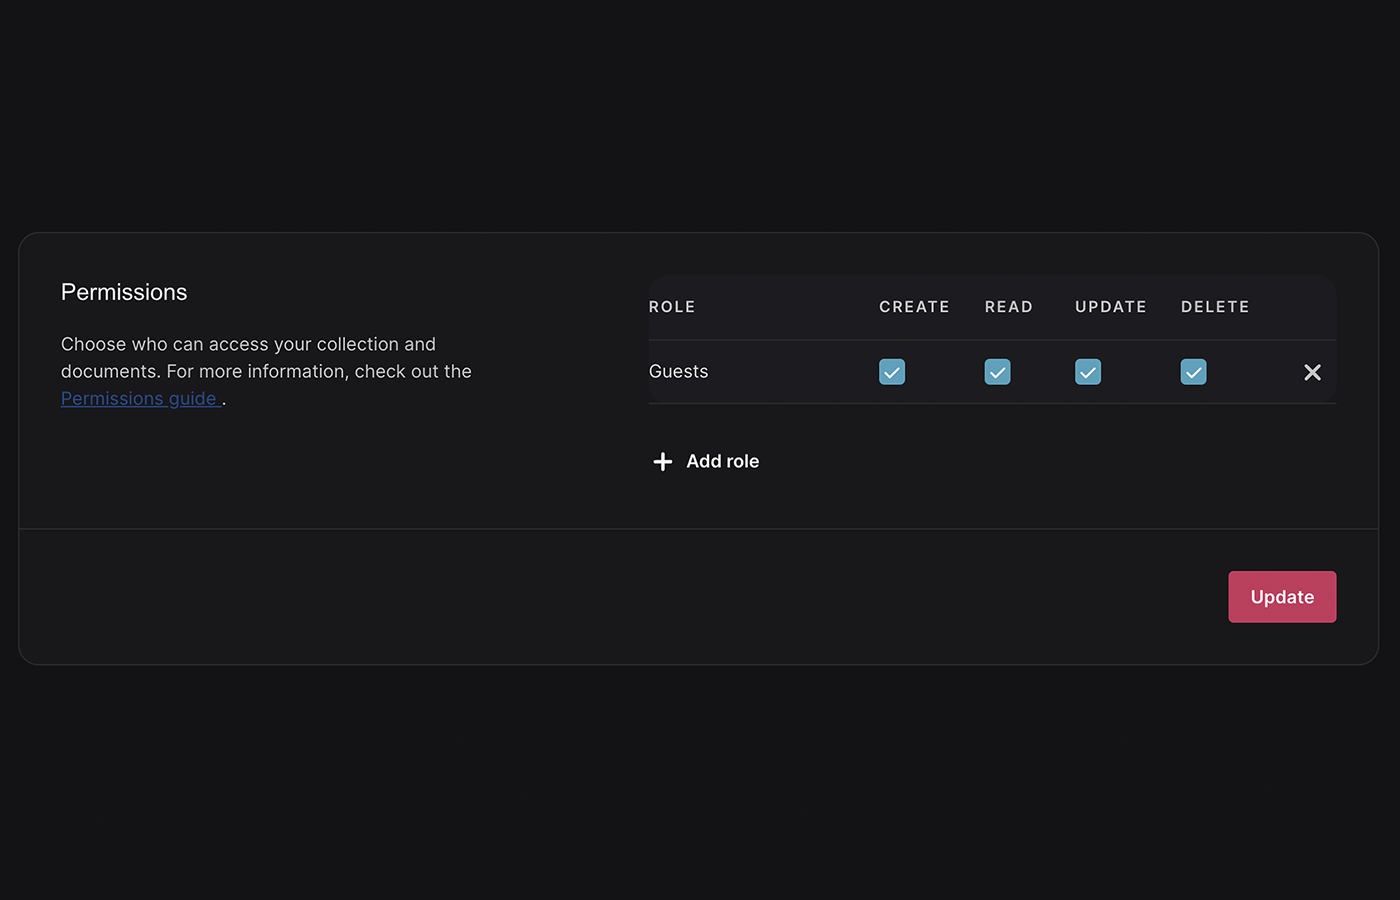 Permissions
Choose who can access your collection and
documents. For more information, check out the
Permissions guide .
ROLE CREATE READ UPDATE DELETE
Guests
Add role
Update